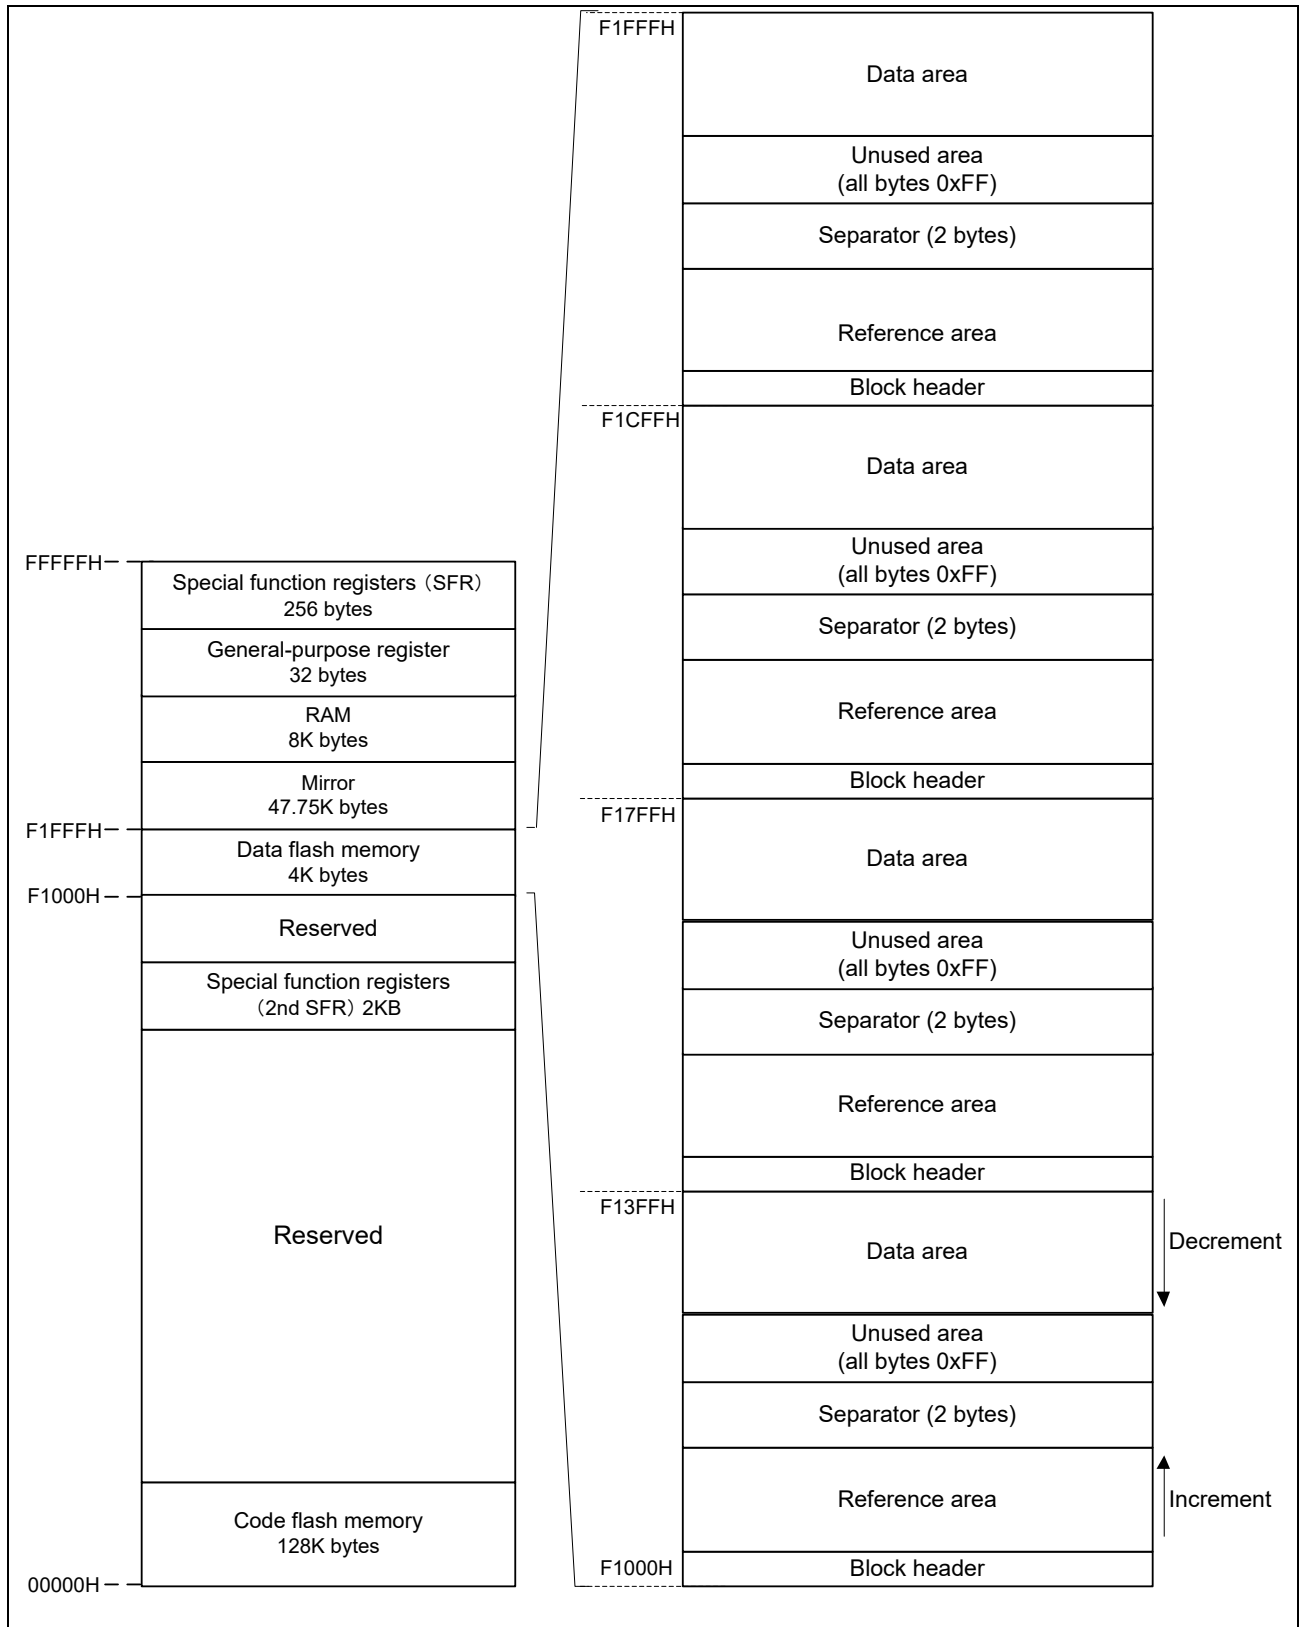 F1FFFH
Data area
Unused area
(all bytes 0xFF)
Separator (2 bytes)
Reference area
Block header
F1CFFH
Data area
Unused area
(all bytes 0xFF)
Separator (2 bytes)
Reference area
Block header
F17FFH
Data area
Unused area
(all bytes 0xFF)
Separator (2 bytes)
Reference area
Block header
F13FFH
Data area
Decrement
Unused area
(all bytes 0xFF)
Separator (2 bytes)
Reference area
Increment
F1000H
Block header
FFFFFH
Special function registers（SFR）
256 bytes
General-purpose register
32 bytes
RAM
8K bytes
Mirror
47.75K bytes
F1FFFH
Data flash memory
4K bytes
F1000H
Reserved
Special function registers
（2nd SFR）2KB
Reserved
Code flash memory
128K bytes
00000H